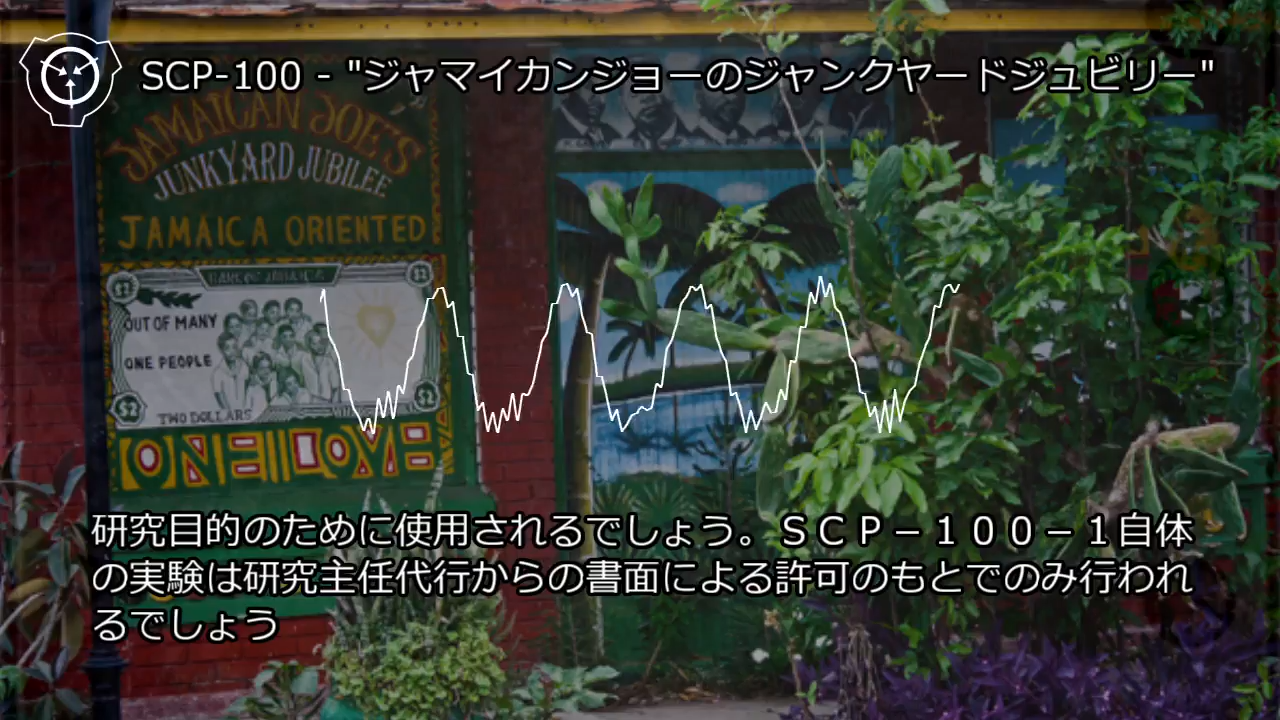 SCP-100 - "ジャマイカンジョーのジャンクヤードジュビリー"
JAMAICAN JOE'S
JUNKYARD JUBILEE
JAMAICA ORIENTED
BANK OF JAMAICA
$2 $2
OUT OF MANY
ONE PEOPLE
$2 $2
TWO DOLLARS
ONE LOVE
研究目的のために使用されるでしょう。ＳＣＰ－１００－１自体
の実験は研究主任代行からの書面による許可のもとでのみ行われ
るでしょう